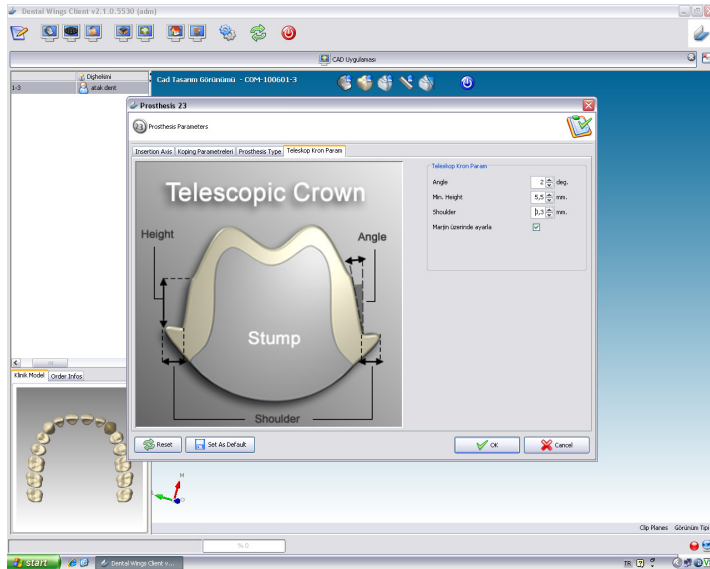 Dental Wings Client v2.1.0.5530 (adm)
CAD Uygulaması
Dişhekimi
1-3 atak dent
Cad Tasarım Görünümü - COM-100601-3
Prosthesis 23
23 Prosthesis Parameters
Insertion Axis Koping Parametreleri Prosthesis Type Teleskop Kron Param
Telescopic Crown
Height
Angle
Stump
Shoulder
Teleskop Kron Param
Angle 2 deg.
Min. Height 5,5 mm.
Shoulder 0,3 mm.
Marjin üzerinde ayarla
Reset
Set As Default
OK
Cancel
Klinik Model Order Infos
M
Clip Planes Görünüm Tipi
% 0
start
Dental Wings Client v...
TR